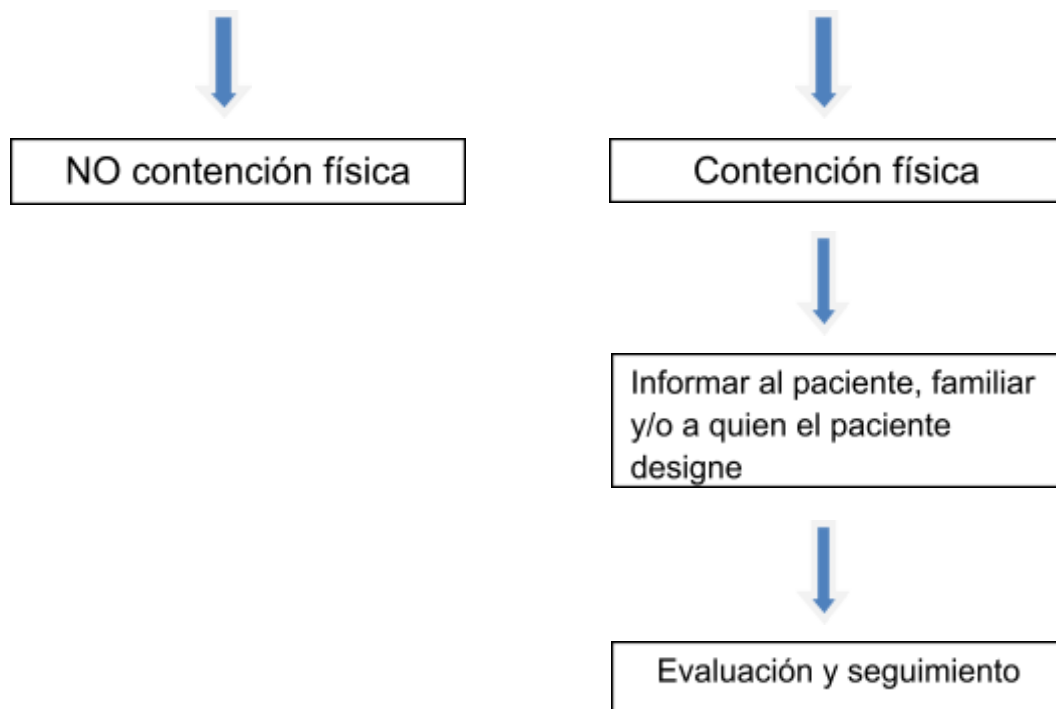 NO contención física
Contención física
Informar al paciente, familiar
y/o a quien el paciente
designe
Evaluación y seguimiento